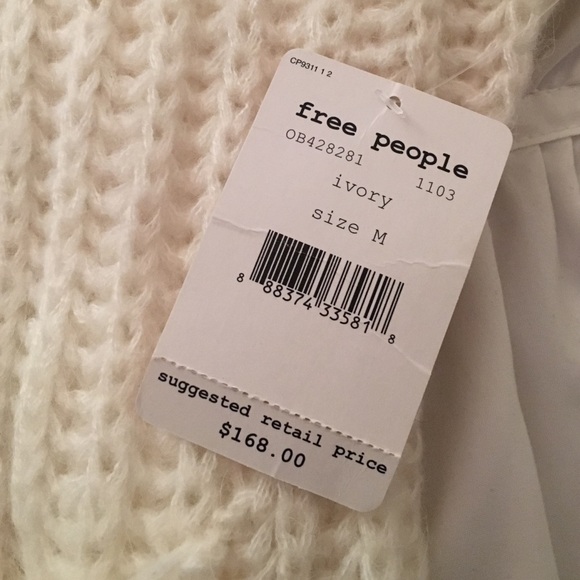 CP9311 1 2
free people
OB428281 1103
ivory
size M
8 88374 33581 8
suggested retail price
$168.00